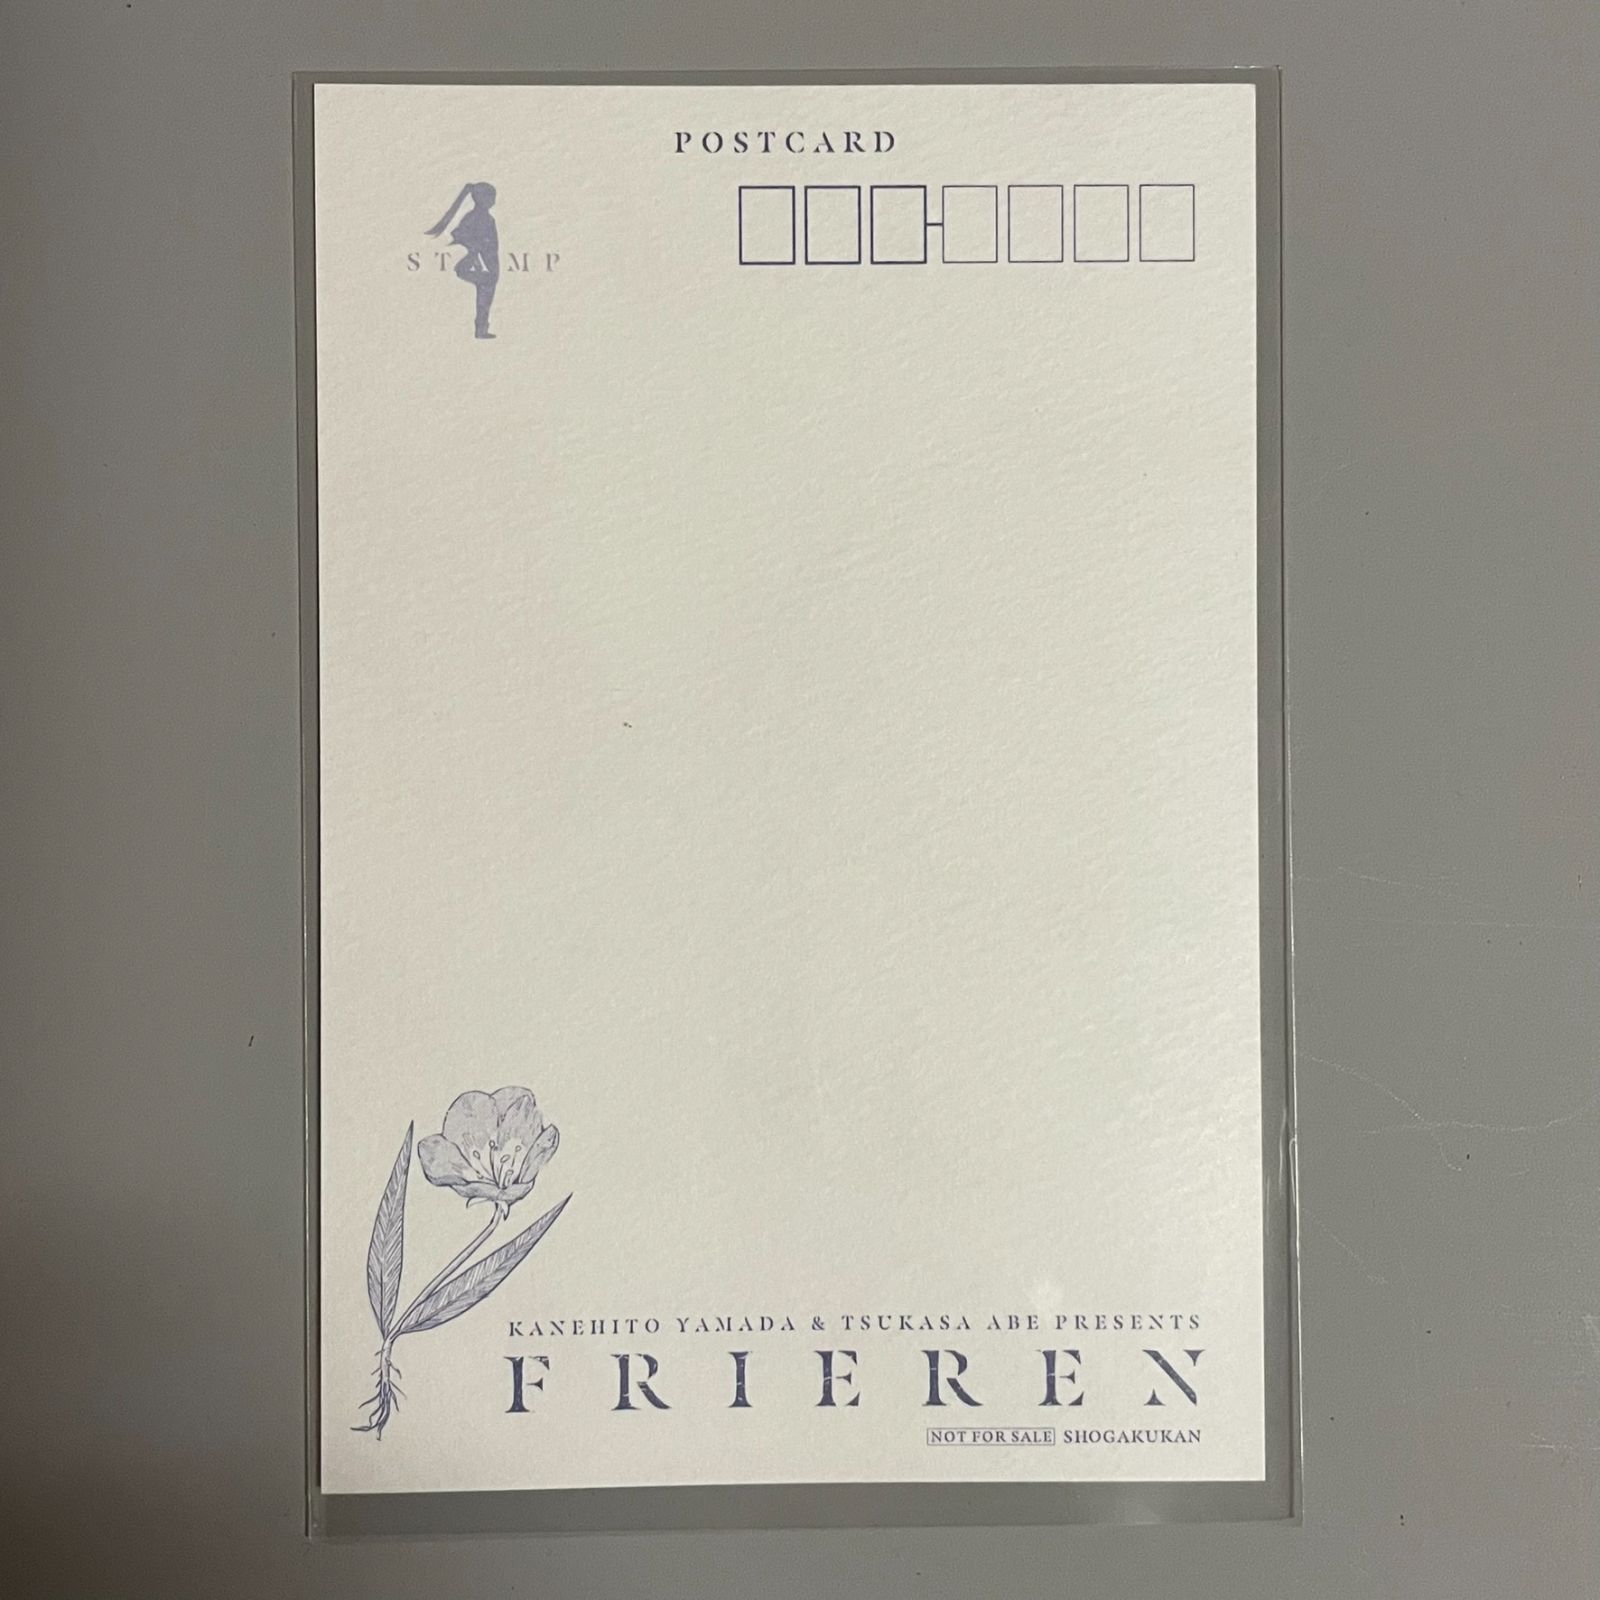 POSTCARD
STAMP
KANEHITO YAMADA & TSUKASA ABE PRESENTS
FRIEREN
NOT FOR SALE SHOGAKUKAN